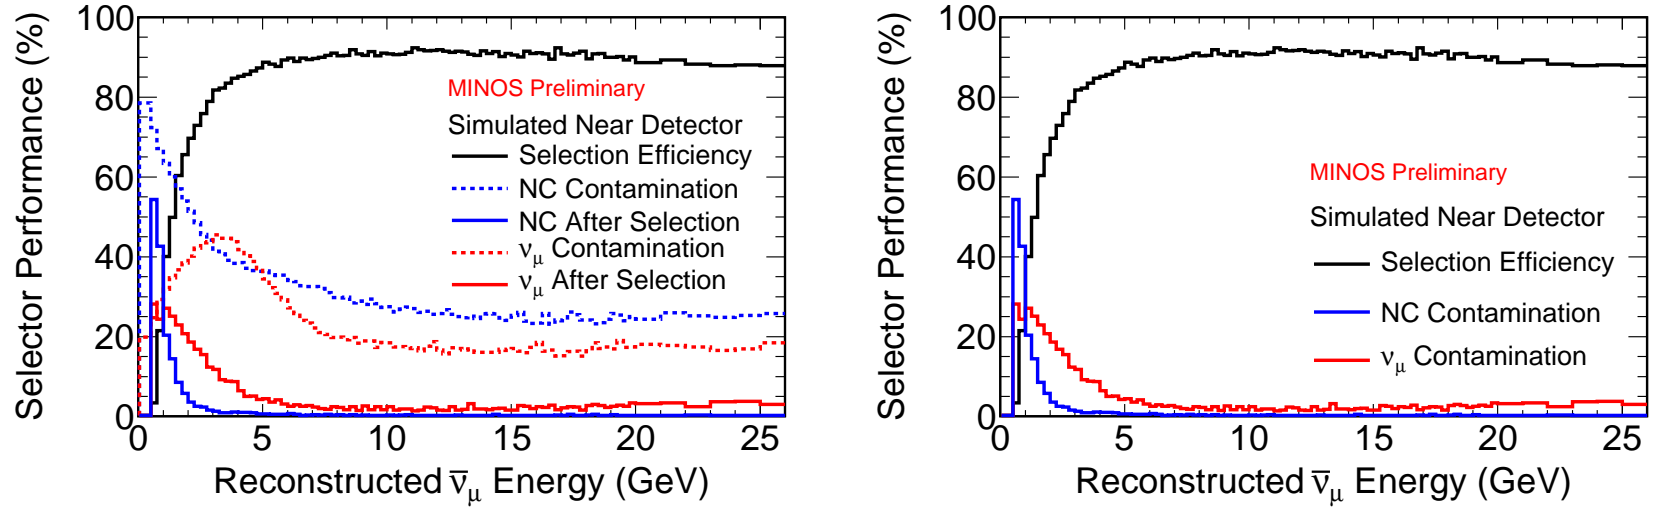 Selector Performance (%)
100
80
60
40
20
0
0 5 10 15 20 25
Reconstructed ν̅μ Energy (GeV)
MINOS Preliminary
Simulated Near Detector
Selection Efficiency
NC Contamination
NC After Selection
νμ Contamination
νμ After Selection
Selector Performance (%)
100
80
60
40
20
0
0 5 10 15 20 25
Reconstructed ν̅μ Energy (GeV)
MINOS Preliminary
Simulated Near Detector
Selection Efficiency
NC Contamination
νμ Contamination